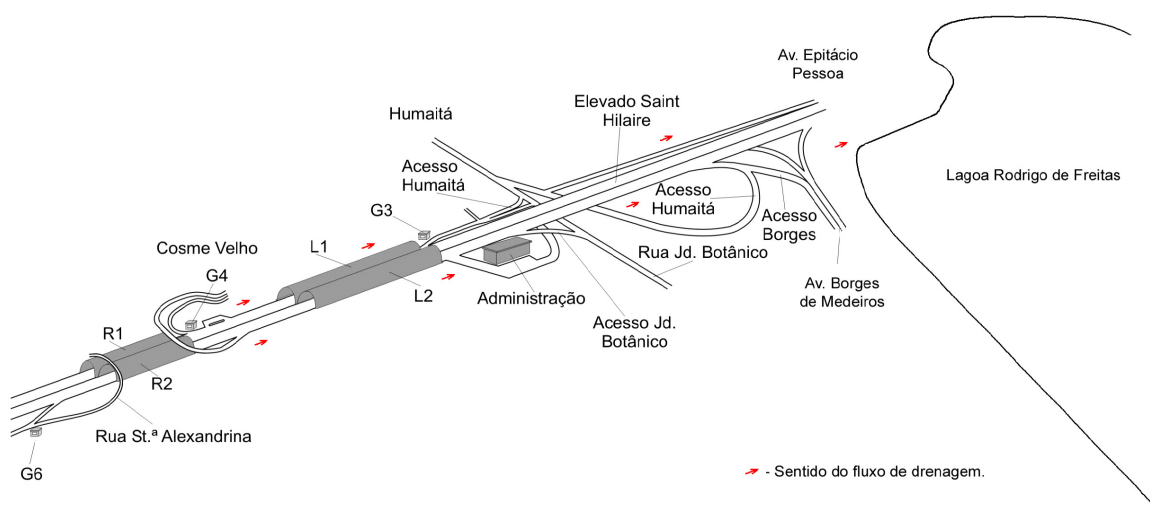 Av. Epitácio
Pessoa
Elevado Saint
Hilaire
Humaitá
Acesso
Humaitá
Lagoa Rodrigo de Freitas
Acesso
Humaitá
G3
Acesso
Borges
Cosme Velho
L1
Rua Jd. Botânico
G4
L2
Administração
Av. Borges
de Medeiros
Acesso Jd.
Botânico
R1
R2
Rua St.ª Alexandrina
G6
- Sentido do fluxo de drenagem.